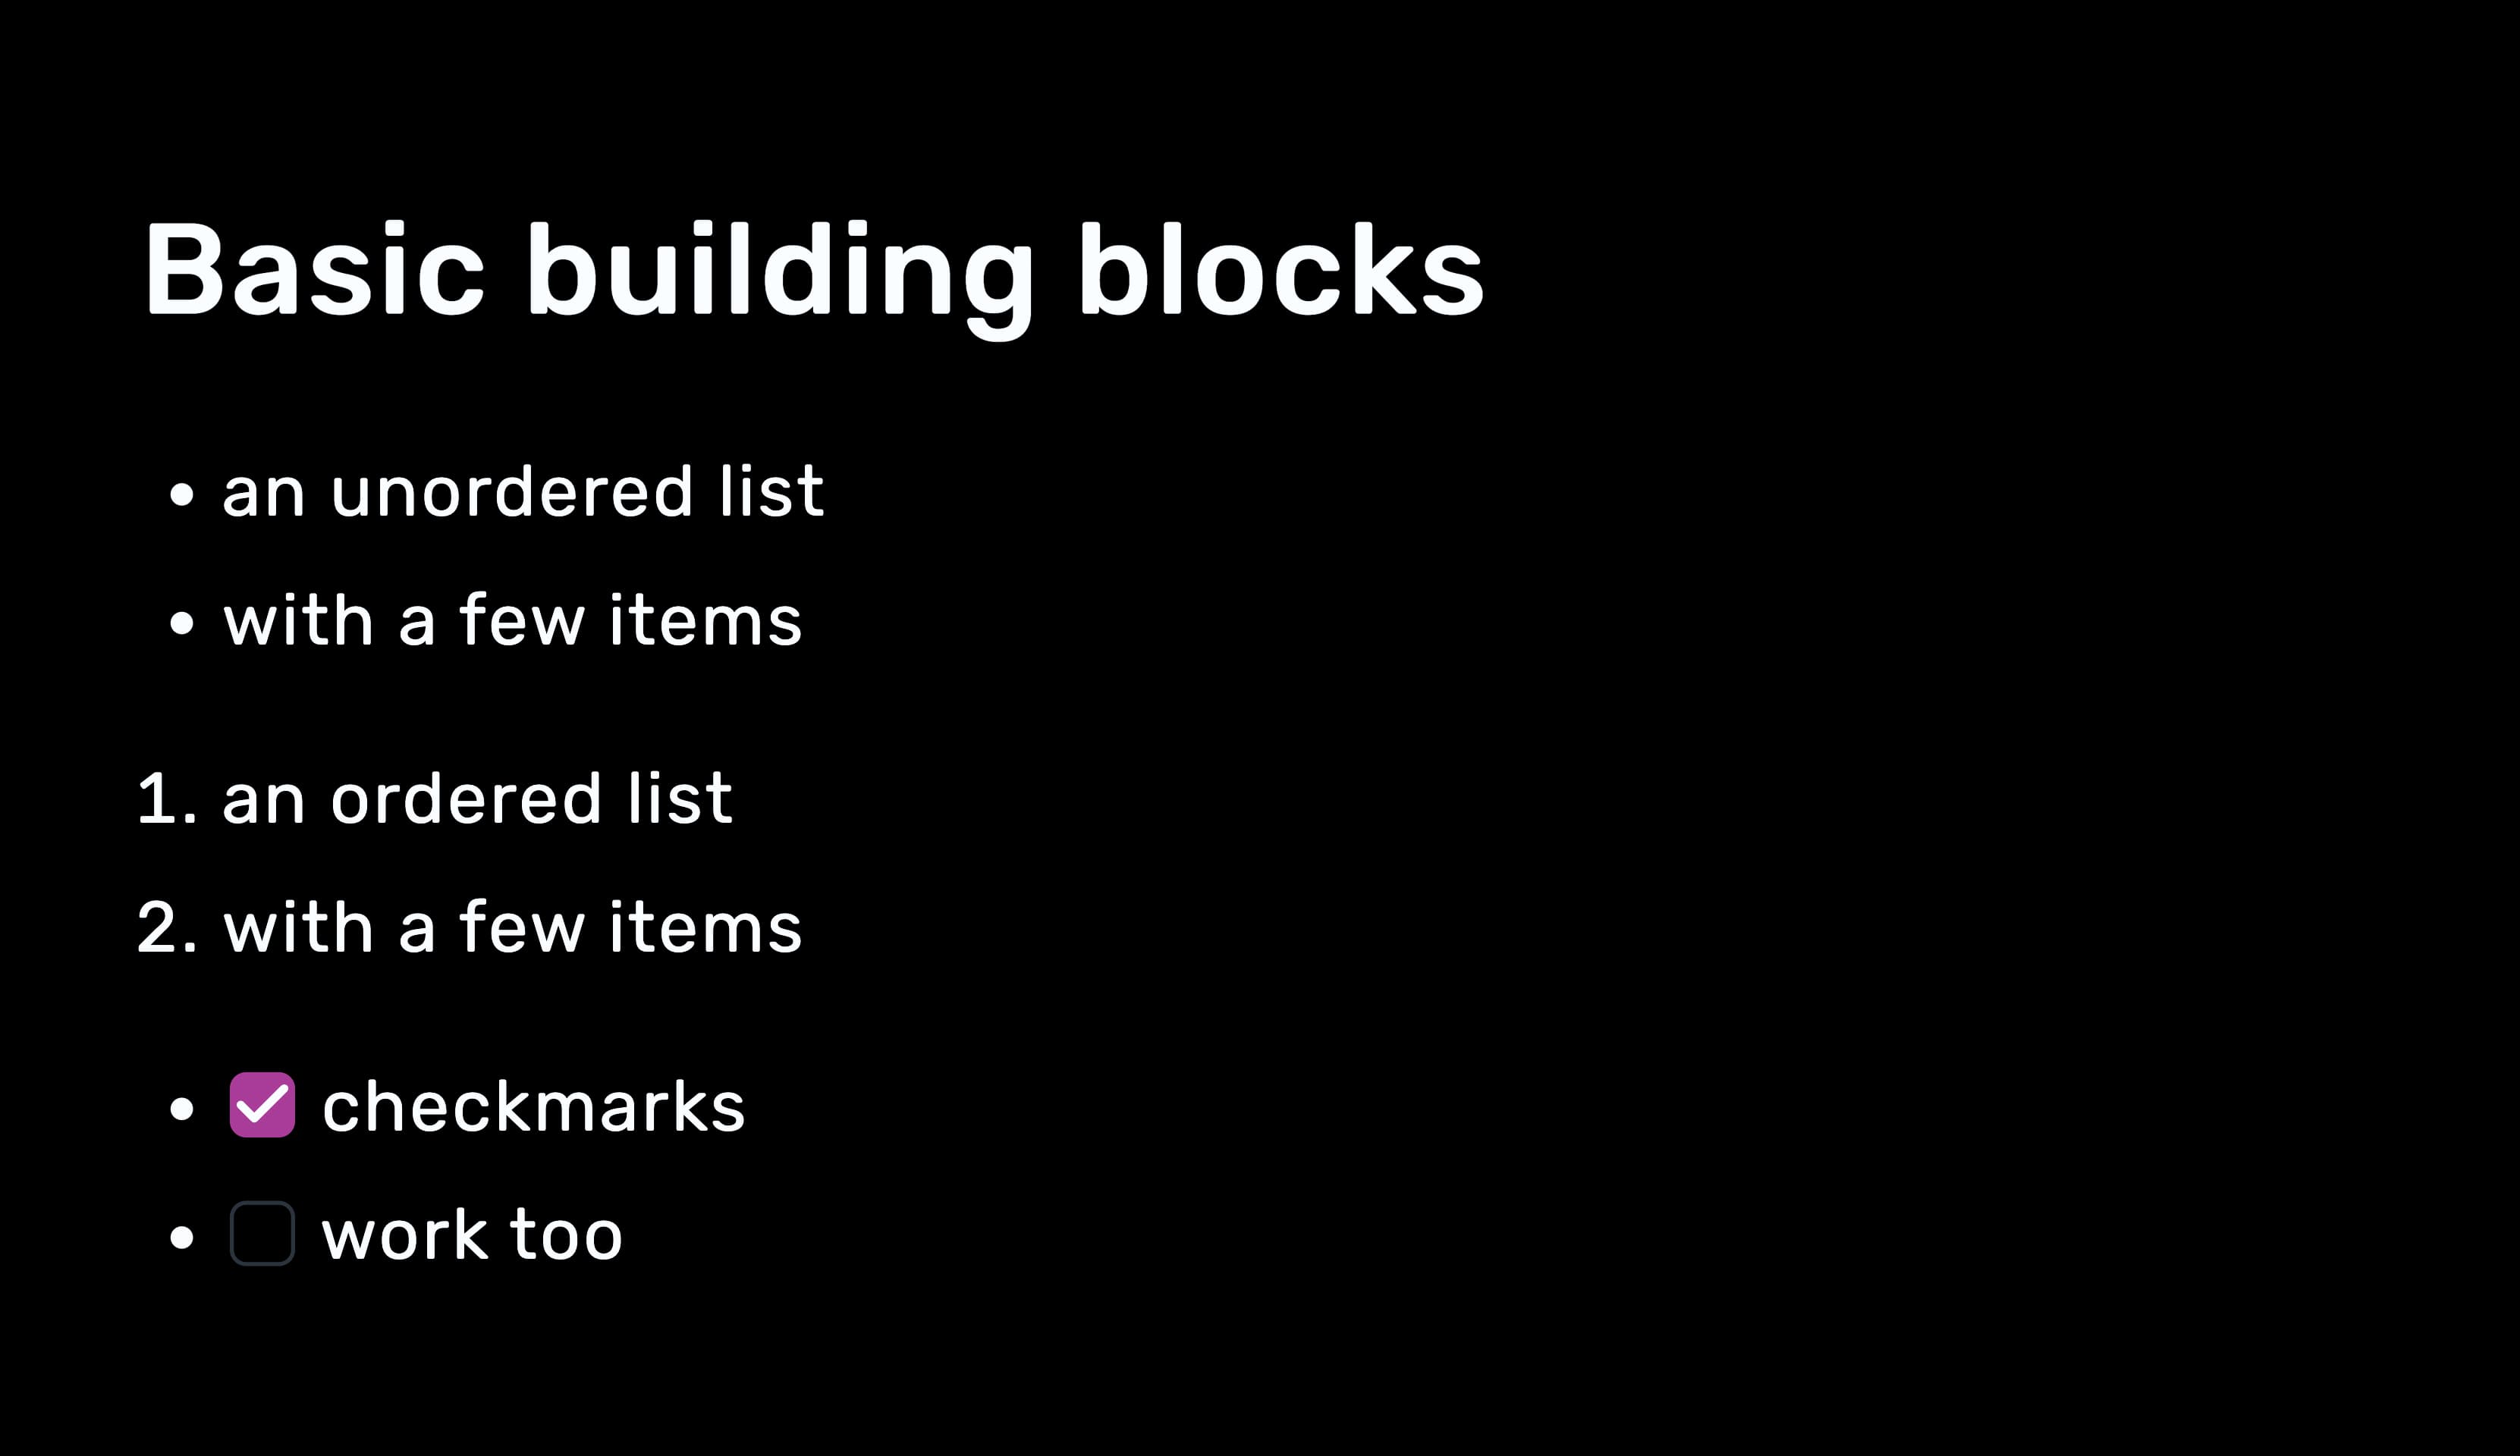 Basic building blocks
• an unordered list
• with a few items
1. an ordered list
2. with a few items
• checkmarks
• work too